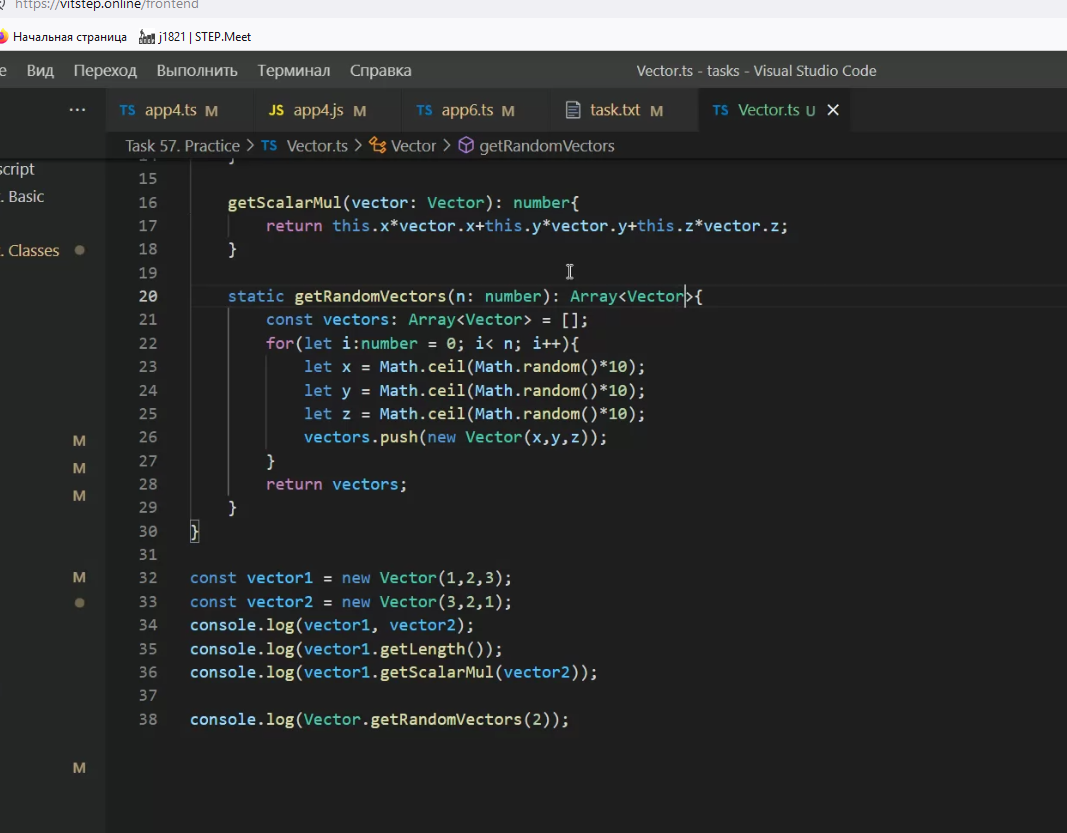 https://vitstep.online/frontend
Начальная страница j1821 | STEP.Meet
е Вид Переход Выполнить Терминал Справка Vector.ts - tasks - Visual Studio Code
··· TS app4.ts M JS app4.js M TS app6.ts M task.txt M TS Vector.ts U ×
Task 57. Practice > TS Vector.ts > Vector > getRandomVectors
cript
. Basic
. Classes
M
M
M
M
M
14 }
15
16 getScalarMul(vector: Vector): number{
17 return this.x*vector.x+this.y*vector.y+this.z*vector.z;
18 }
19
20 static getRandomVectors(n: number): Array<Vector>{
21 const vectors: Array<Vector> = [];
22 for(let i:number = 0; i< n; i++){
23 let x = Math.ceil(Math.random()*10);
24 let y = Math.ceil(Math.random()*10);
25 let z = Math.ceil(Math.random()*10);
26 vectors.push(new Vector(x,y,z));
27 }
28 return vectors;
29 }
30 }
31
32 const vector1 = new Vector(1,2,3);
33 const vector2 = new Vector(3,2,1);
34 console.log(vector1, vector2);
35 console.log(vector1.getLength());
36 console.log(vector1.getScalarMul(vector2));
37
38 console.log(Vector.getRandomVectors(2));